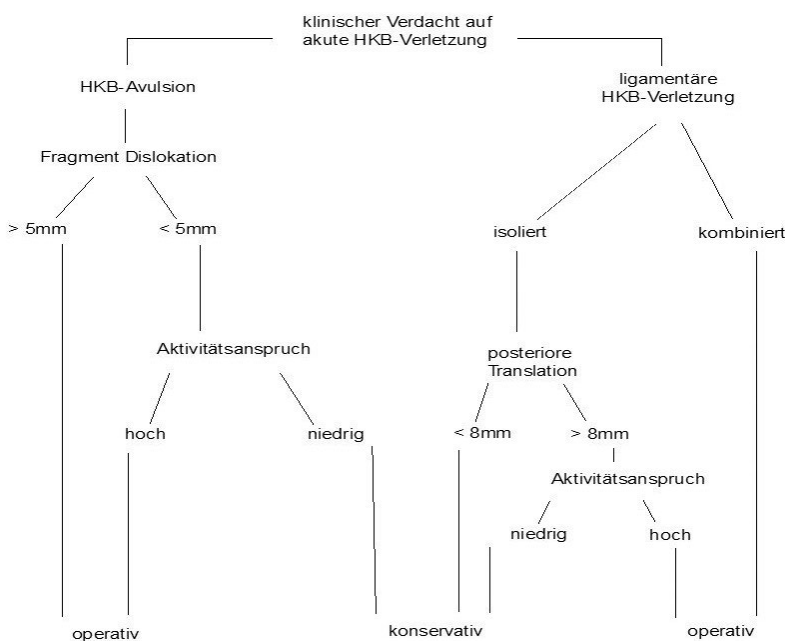 klinischer Verdacht auf
akute HKB-Verletzung
HKB-Avulsion
ligamentäre
HKB-Verletzung
Fragment Dislokation
> 5mm
< 5mm
isoliert
kombiniert
Aktivitätsanspruch
posteriore
Translation
hoch
niedrig
< 8mm
> 8mm
Aktivitätsanspruch
niedrig
hoch
operativ
konservativ
operativ